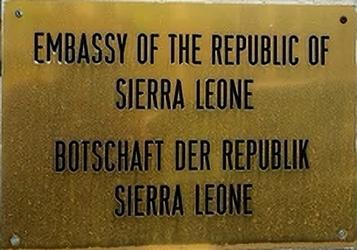 EMBASSY OF THE REPUBLIC OF
SIERRA LEONE
BOTSCHAFT DER REPUBLIK
SIERRA LEONE